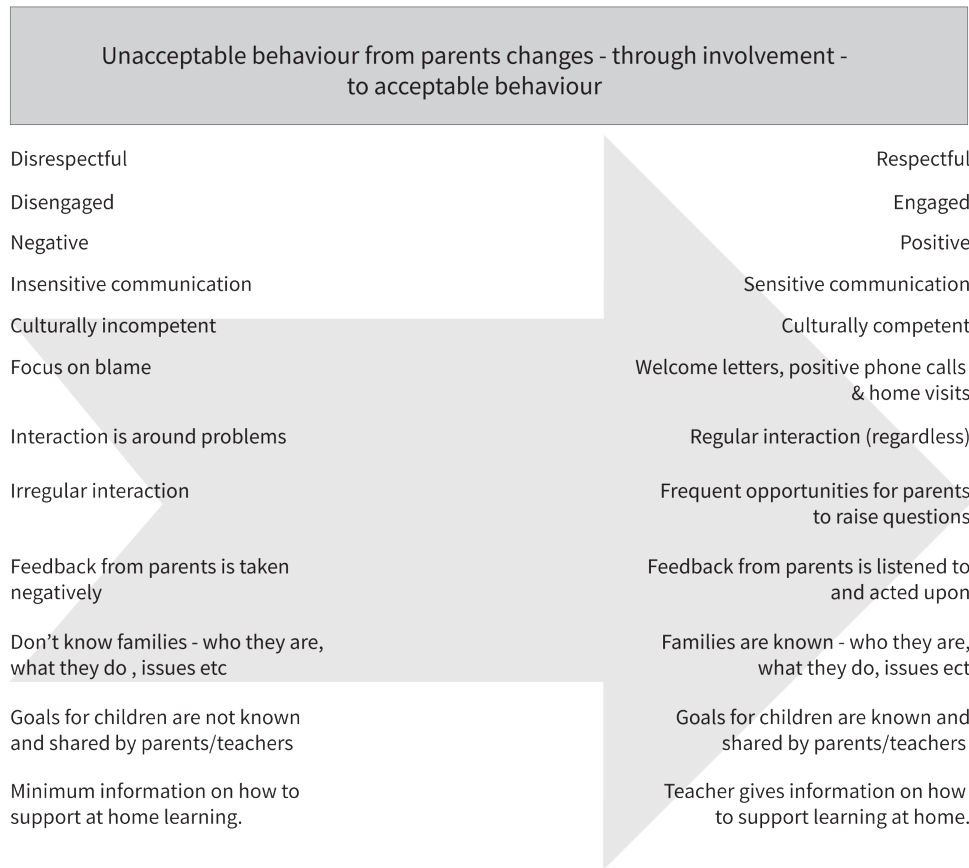 Unacceptable behaviour from parents changes - through involvement -
to acceptable behaviour
Disrespectful
Respectful
Disengaged
Engaged
Negative
Positive
Insensitive communication
Sensitive communication
Culturally incompetent
Culturally competent
Focus on blame
Welcome letters, positive phone calls
& home visits
Interaction is around problems
Regular interaction (regardless)
Irregular interaction
Frequent opportunities for parents
to raise questions
Feedback from parents is taken
negatively
Feedback from parents is listened to
and acted upon
Don’t know families - who they are,
what they do , issues etc
Families are known - who they are,
what they do, issues ect
Goals for children are not known
and shared by parents/teachers
Goals for children are known and
shared by parents/teachers
Minimum information on how to
support at home learning.
Teacher gives information on how
to support learning at home.